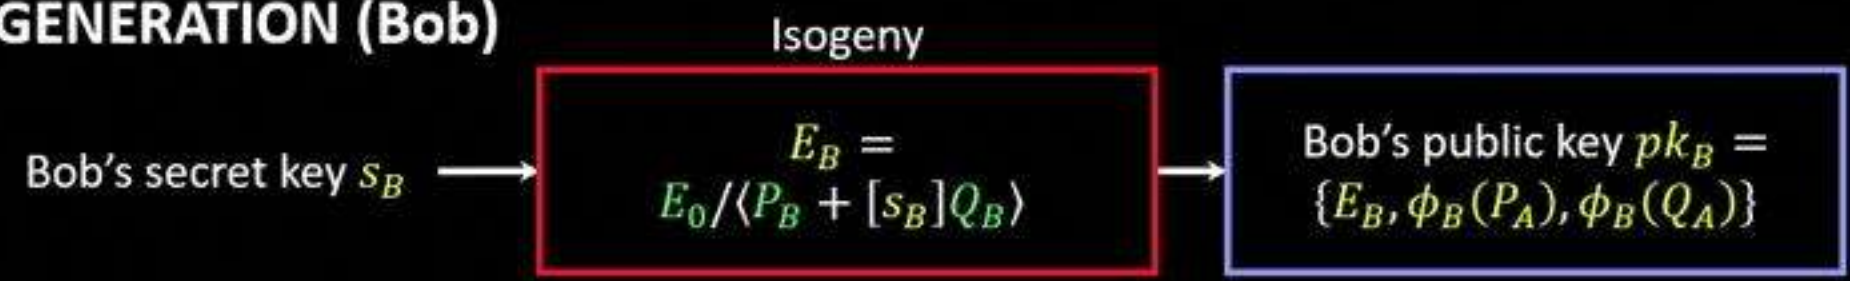 GENERATION (Bob)
Isogeny
Bob's secret key s_B
E_B =
E_0/⟨P_B + [s_B]Q_B⟩
Bob's public key pk_B =
{E_B, ϕ_B(P_A), ϕ_B(Q_A)}